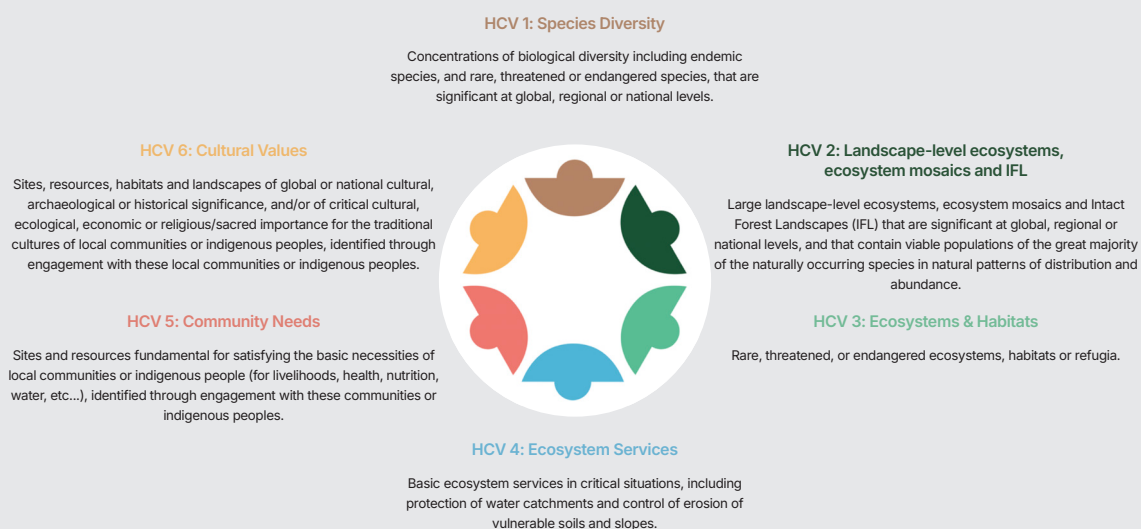 HCV 1: Species Diversity
Concentrations of biological diversity including endemic
species, and rare, threatened or endangered species, that are
significant at global, regional or national levels.
HCV 2: Landscape-level ecosystems,
ecosystem mosaics and IFL
Large landscape-level ecosystems, ecosystem mosaics and Intact
Forest Landscapes (IFL) that are significant at global, regional or
national levels, and that contain viable populations of the great majority
of the naturally occurring species in natural patterns of distribution and
abundance.
HCV 3: Ecosystems & Habitats
Rare, threatened, or endangered ecosystems, habitats or refugia.
HCV 4: Ecosystem Services
Basic ecosystem services in critical situations, including
protection of water catchments and control of erosion of
vulnerable soils and slopes.
HCV 5: Community Needs
Sites and resources fundamental for satisfying the basic necessities of
local communities or indigenous people (for livelihoods, health, nutrition,
water, etc...), identified through engagement with these communities or
indigenous peoples.
HCV 6: Cultural Values
Sites, resources, habitats and landscapes of global or national cultural,
archaeological or historical significance, and/or of critical cultural,
ecological, economic or religious/sacred importance for the traditional
cultures of local communities or indigenous peoples, identified through
engagement with these local communities or indigenous peoples.